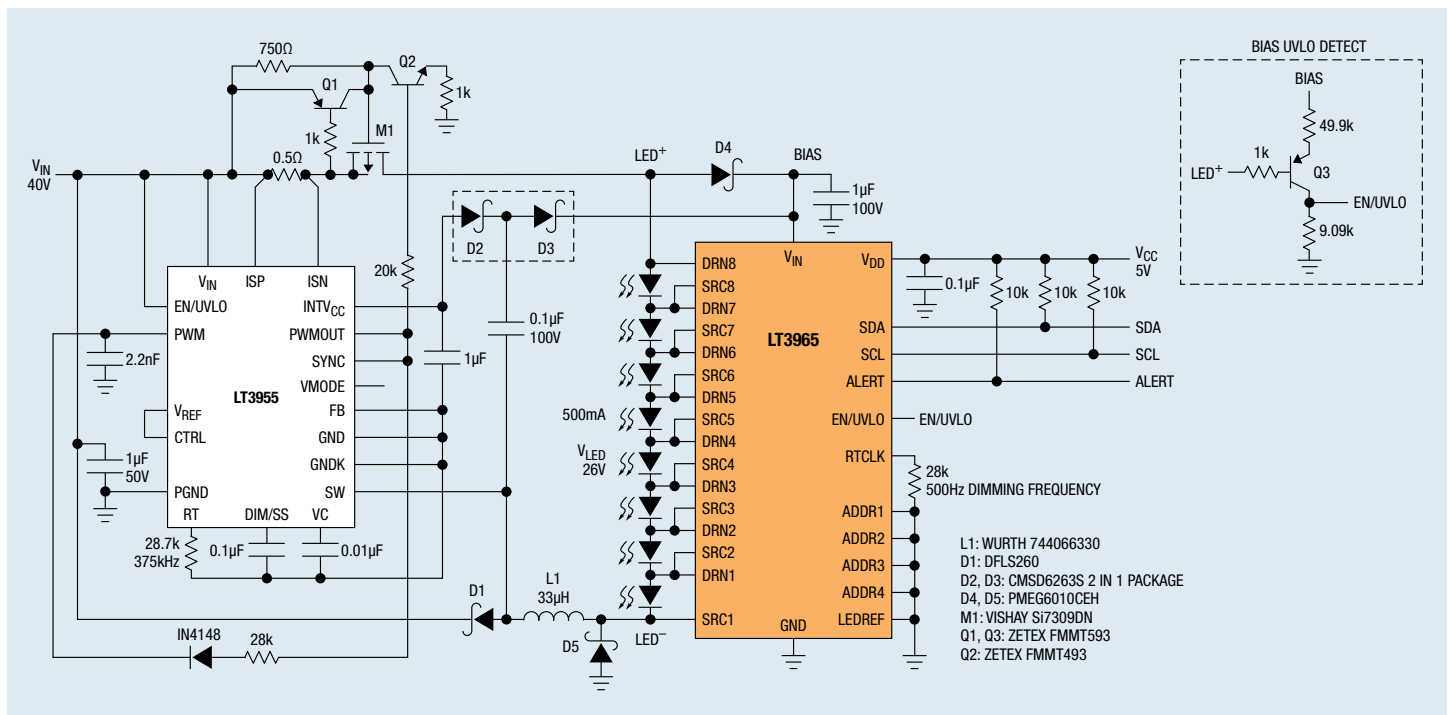 750Ω
Q1
Q2
1k
1k
M1
VIN
40V
0.5Ω
LED+
D4
BIAS
1µF
100V
D2
D3
20k
VIN
ISP
ISN
EN/UVLO
PWM
VREF
CTRL
PGND
RT
DIM/SS
VC
INTVCC
PWMOUT
SYNC
VMODE
FB
GND
GNDK
SW
LT3955
2.2nF
1µF
50V
28.7k
375kHz
0.1µF
0.01µF
1µF
0.1µF
100V
D1
L1
33µH
D5
LED–
IN4148
28k
500mA
VLED
26V
DRN8
SRC8
DRN7
SRC7
DRN6
SRC6
DRN5
SRC5
DRN4
SRC4
DRN3
SRC3
DRN2
SRC2
DRN1
SRC1
VIN
LT3965
GND
VDD
SDA
SCL
ALERT
EN/UVLO
RTCLK
ADDR1
ADDR2
ADDR3
ADDR4
LEDREF
0.1µF
10k
10k
10k
VCC
5V
SDA
SCL
ALERT
EN/UVLO
28k
500Hz DIMMING FREQUENCY
BIAS UVLO DETECT
BIAS
49.9k
LED+
1k
Q3
EN/UVLO
9.09k
L1: WURTH 744066330
D1: DFLS260
D2, D3: CMSD6263S 2 IN 1 PACKAGE
D4, D5: PMEG6010CEH
M1: VISHAY Si7309DN
Q1, Q3: ZETEX FMMT593
Q2: ZETEX FMMT493